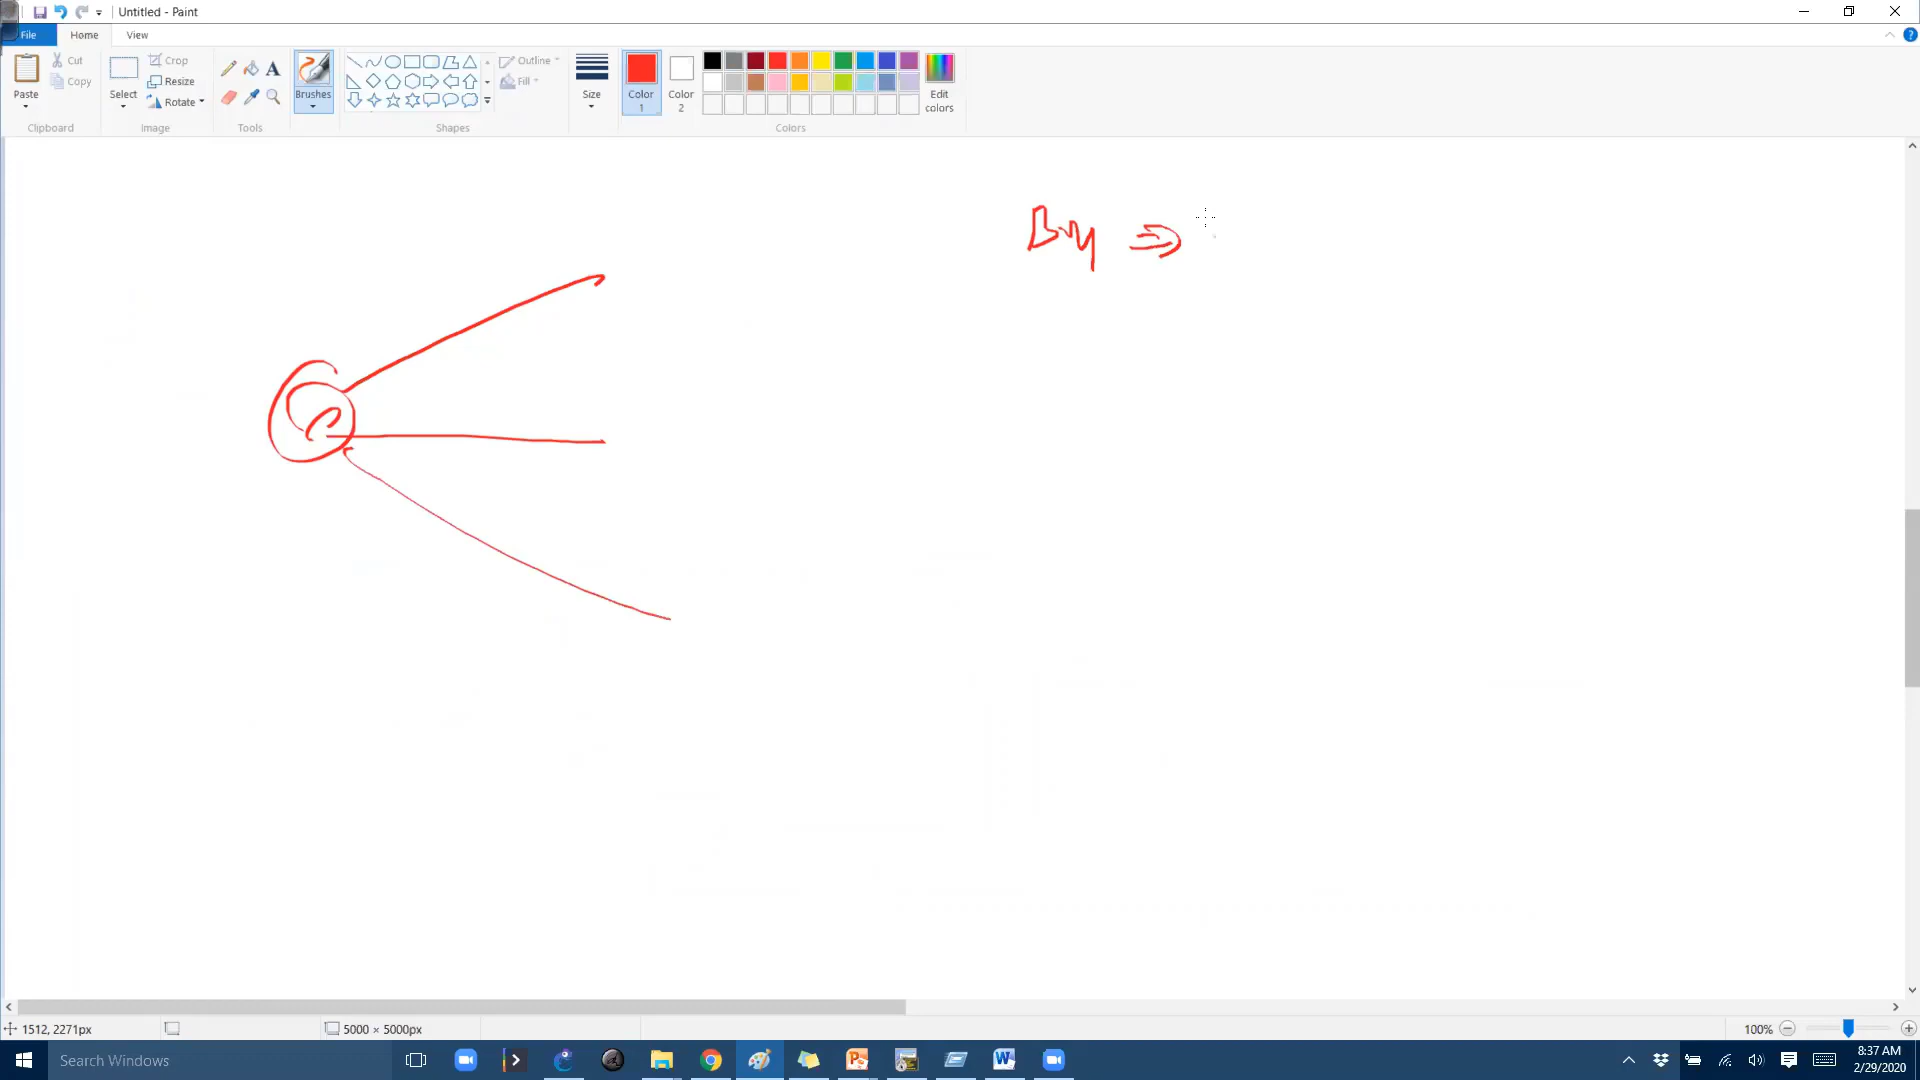 Untitled - Paint
File Home View
Paste
Cut
Copy
Clipboard
Select
Crop
Resize
Rotate
Image
Tools
Brushes
Outline
Fill
Shapes
Size
Color 1
Color 2
Edit colors
Colors
Buy ⇒
1512, 2271px
5000 × 5000px
100%
Search Windows
8:37 AM
2/29/2020